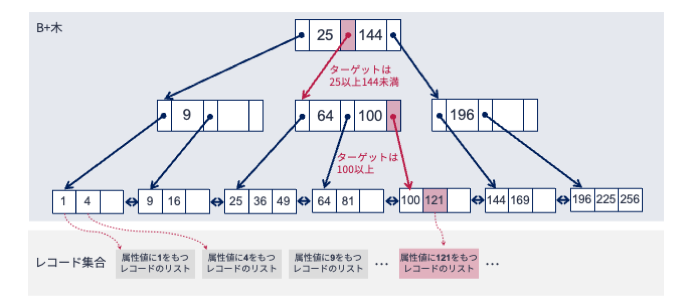 B+木
25 144
ターゲットは
25以上144未満
9
64 100
196
ターゲットは
100以上
1 4
9 16
25 36 49
64 81
100 121
144 169
196 225 256
レコード集合
属性値に1をもつ
レコードのリスト
属性値に4をもつ
レコードのリスト
属性値に9をもつ
レコードのリスト
…
属性値に121をもつ
レコードのリスト
…